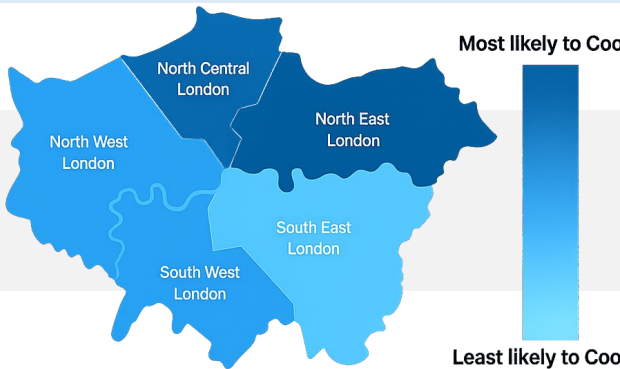 Most likely to Coo
North Central
London
North East
London
North West
London
South East
London
South West
London
Least likely to Coo